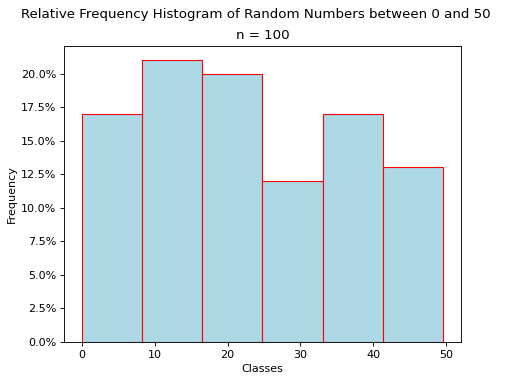 Relative Frequency Histogram of Random Numbers between 0 and 50
n = 100
20.0%
17.5%
15.0%
12.5%
10.0%
7.5%
5.0%
2.5%
0.0%
Frequency
0 10 20 30 40 50
Classes